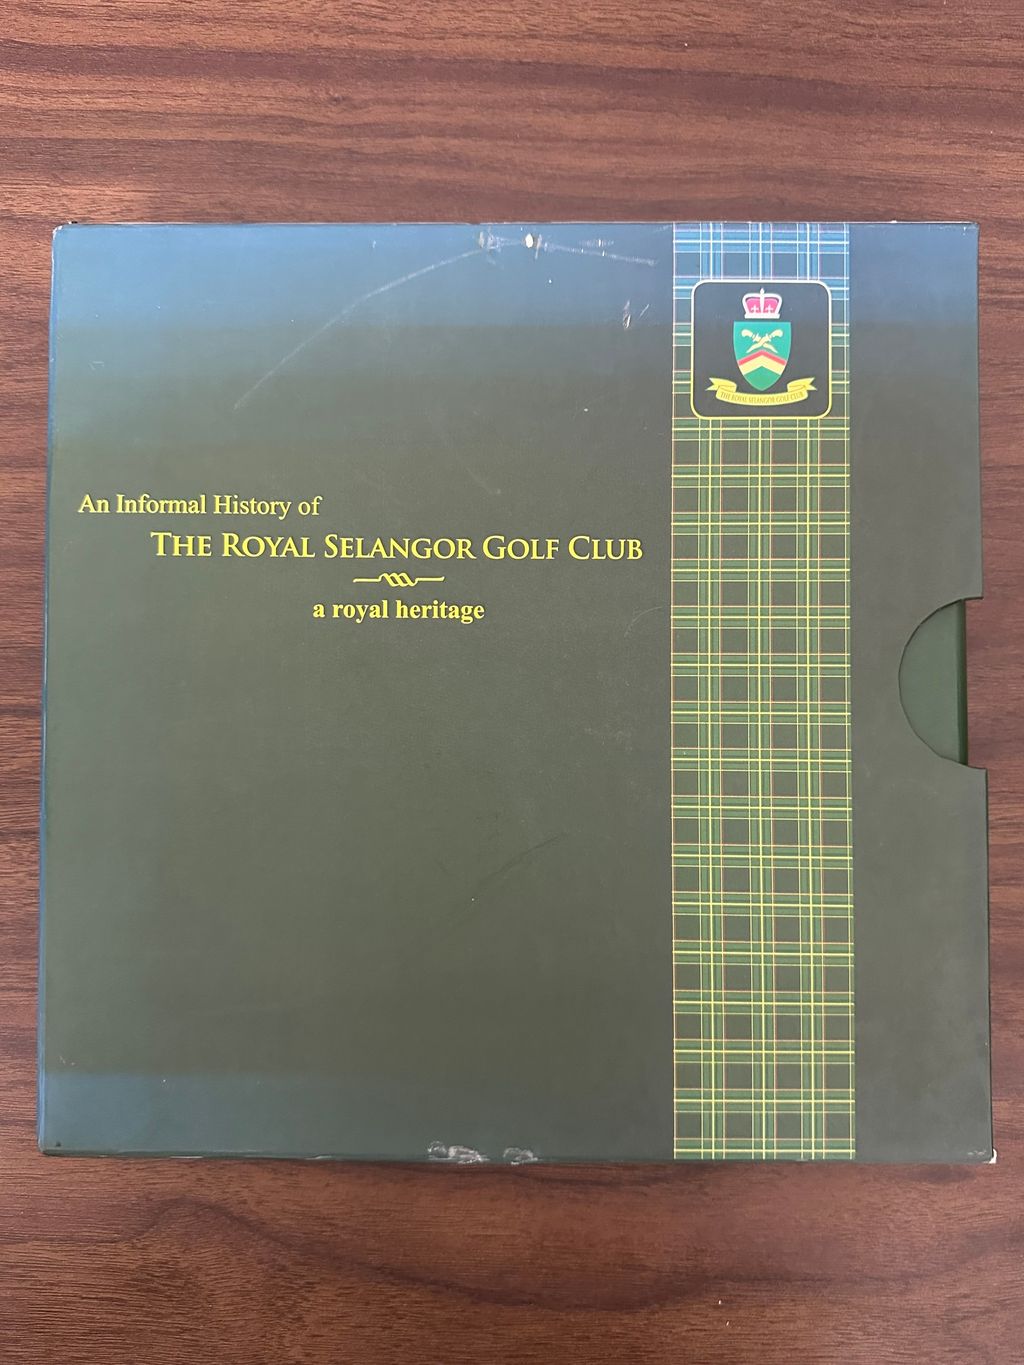 THE ROYAL SELANGOR GOLF CLUB
An Informal History of
THE ROYAL SELANGOR GOLF CLUB
a royal heritage